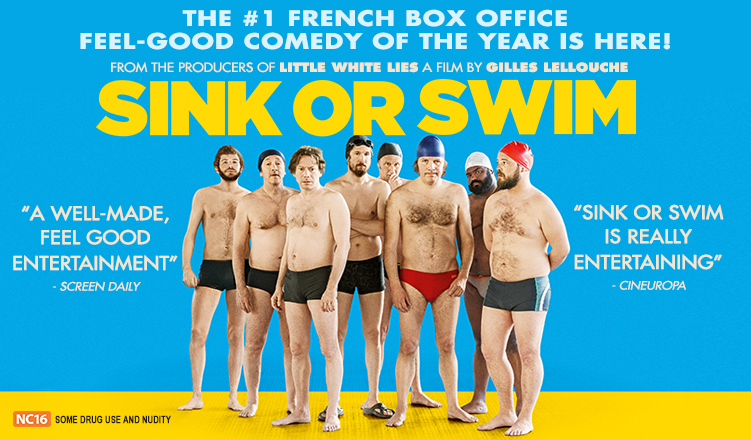 THE #1 FRENCH BOX OFFICE
FEEL-GOOD COMEDY OF THE YEAR IS HERE!
FROM THE PRODUCERS OF LITTLE WHITE LIES A FILM BY GILLES LELLOUCHE
SINK OR SWIM
“A WELL-MADE,
FEEL GOOD
ENTERTAINMENT”
- SCREEN DAILY
“SINK OR SWIM
IS REALLY
ENTERTAINING”
- CINEUROPA
NC16 SOME DRUG USE AND NUDITY